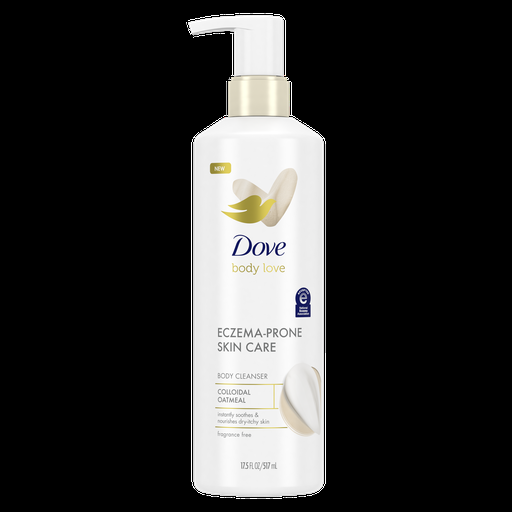 NEW
Dove
body love
ECZEMA-PRONE
SKIN CARE
BODY CLEANSER
COLLOIDAL
OATMEAL
instantly soothes &
nourishes dry-itchy skin
fragrance free
17.5 FL OZ/517 mL